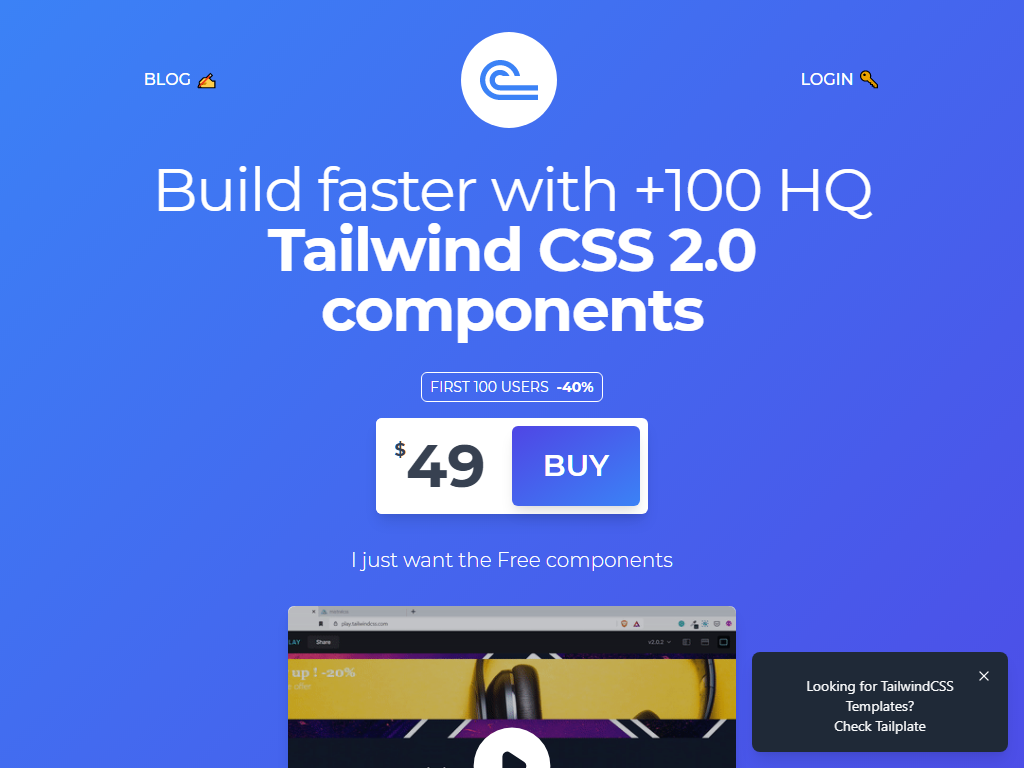 BLOG ✍
LOGIN 🔑
Build faster with +100 HQ
Tailwind CSS 2.0
components
FIRST 100 USERS -40%
$49
BUY
I just want the Free components
play.tailwindcss.com
LAY
Share
v2.0.2
up ! -20%
offer
Looking for TailwindCSS
Templates?
Check Tailplate